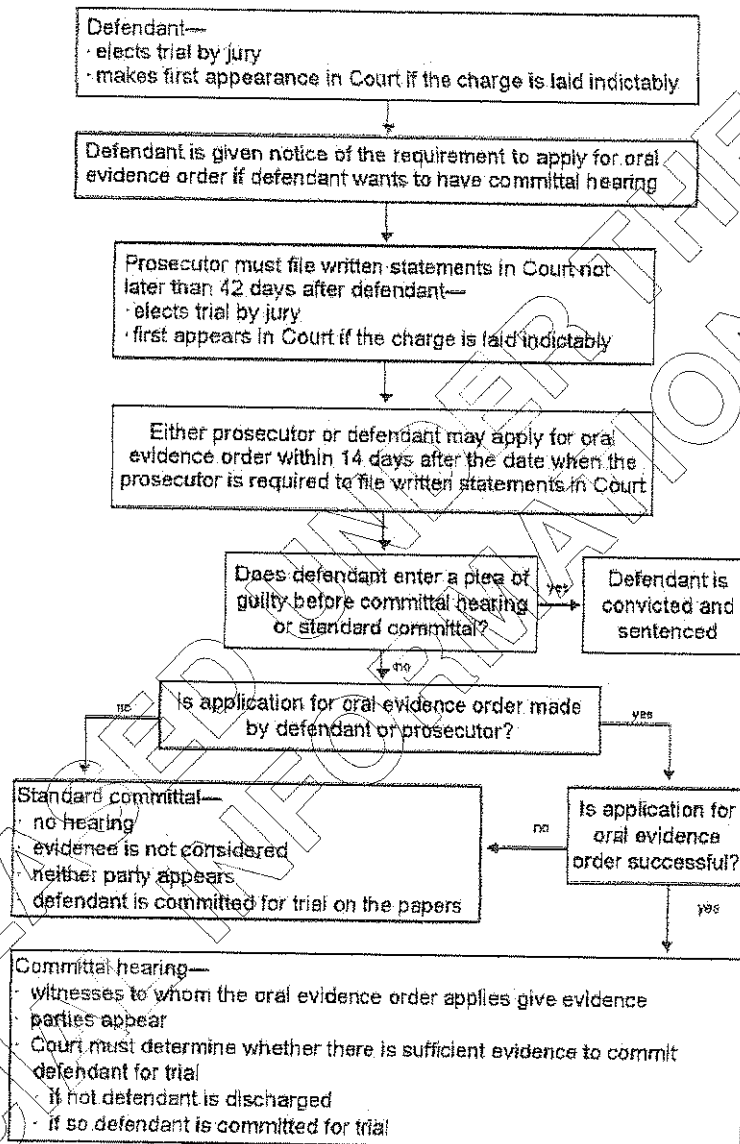 Defendant—
· elects trial by jury
· makes first appearance in Court if the charge is laid indictably
Defendant is given notice of the requirement to apply for oral
evidence order if defendant wants to have committal hearing
Prosecutor must file written statements in Court not
later than 42 days after defendant—
· elects trial by jury
· first appears in Court if the charge is laid indictably
Either prosecutor or defendant may apply for oral
evidence order within 14 days after the date when the
prosecutor is required to file written statements in Court
Does defendant enter a plea of
guilty before committal hearing
or standard committal?
yes
Defendant is
convicted and
sentenced
no
Is application for oral evidence order made
by defendant or prosecutor?
no
yes
Standard committal—
· no hearing
· evidence is not considered
· neither party appears
· defendant is committed for trial on the papers
no
Is application for
oral evidence
order successful?
yes
Committal hearing—
· witnesses to whom the oral evidence order applies give evidence
· parties appear
· Court must determine whether there is sufficient evidence to commit
defendant for trial
· if not defendant is discharged
· if so defendant is committed for trial
UNDER THE
INFORMATION